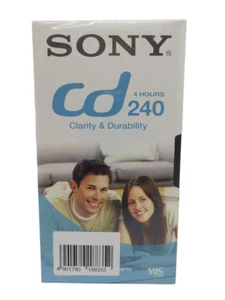 SONY®
cd
4 HOURS
240
Clarity & Durability
VHS